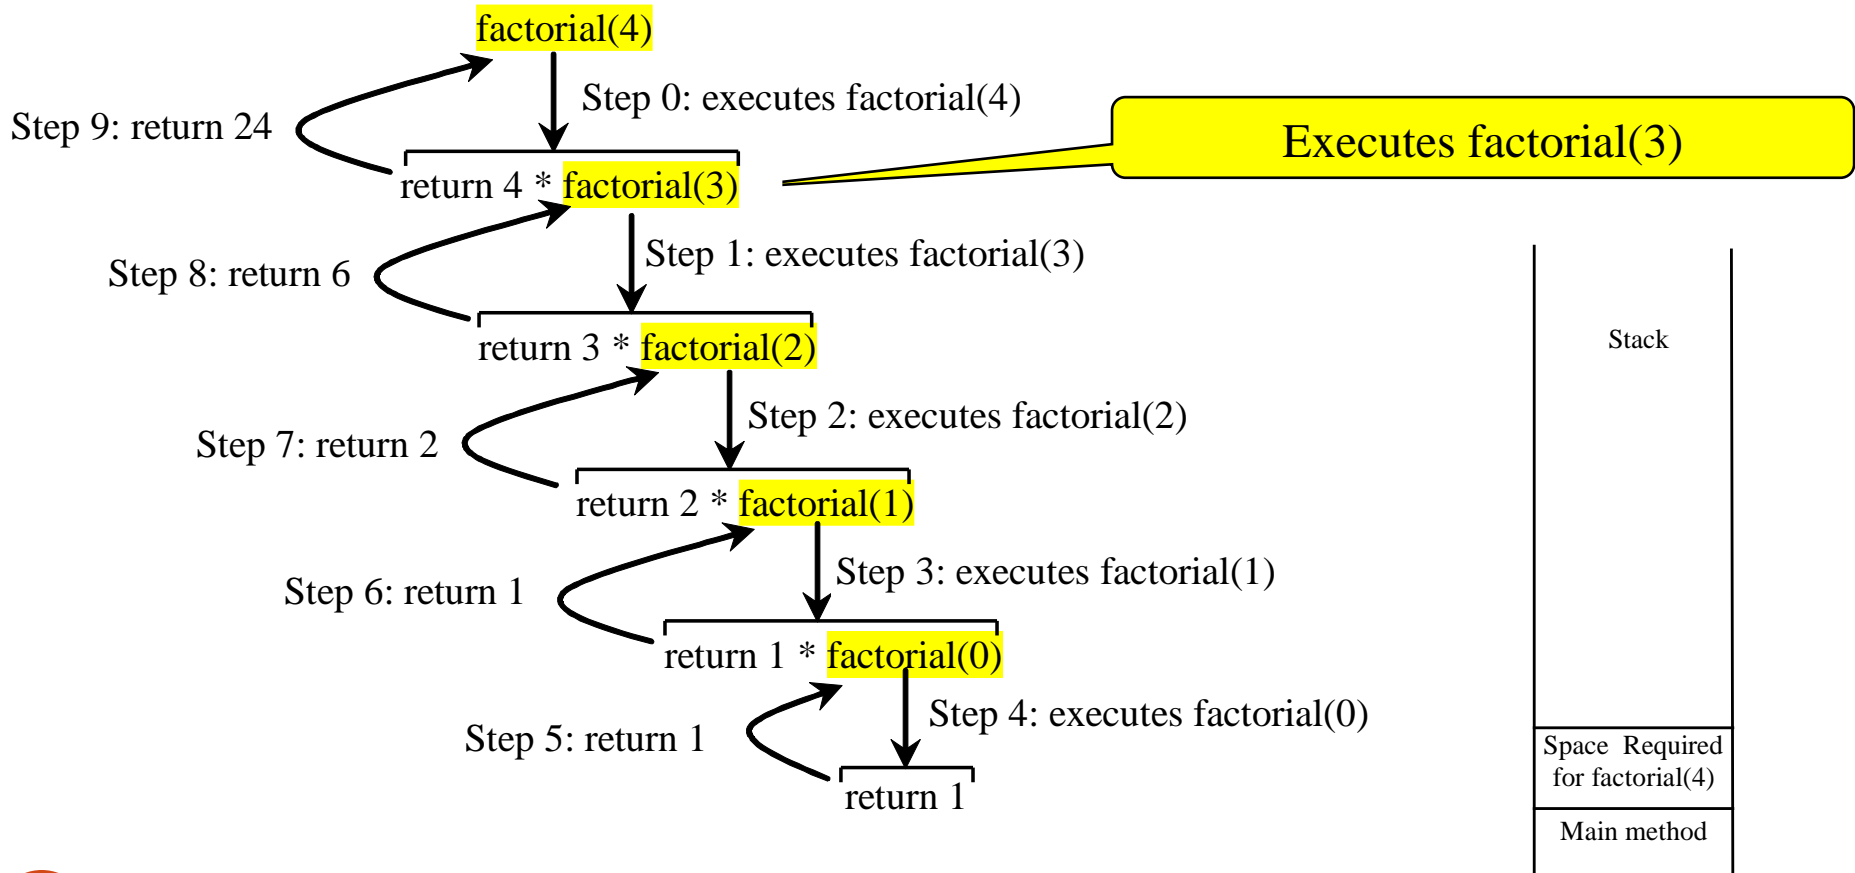 factorial(4)
Step 0: executes factorial(4)
Step 9: return 24
Executes factorial(3)
return 4 * factorial(3)
Step 1: executes factorial(3)
Step 8: return 6
return 3 * factorial(2)
Stack
Step 2: executes factorial(2)
Step 7: return 2
return 2 * factorial(1)
Step 3: executes factorial(1)
Step 6: return 1
return 1 * factorial(0)
Step 4: executes factorial(0)
Step 5: return 1
return 1
Space Required
for factorial(4)
Main method